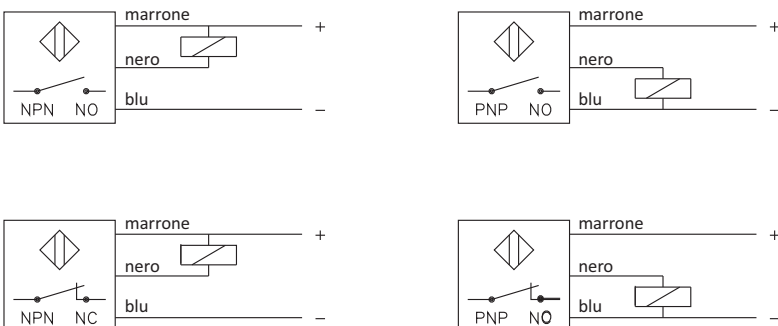 marrone
+
nero
blu
−
NPN NO
marrone
+
nero
blu
−
PNP NO
marrone
+
nero
blu
−
NPN NC
marrone
+
nero
blu
−
PNP NO